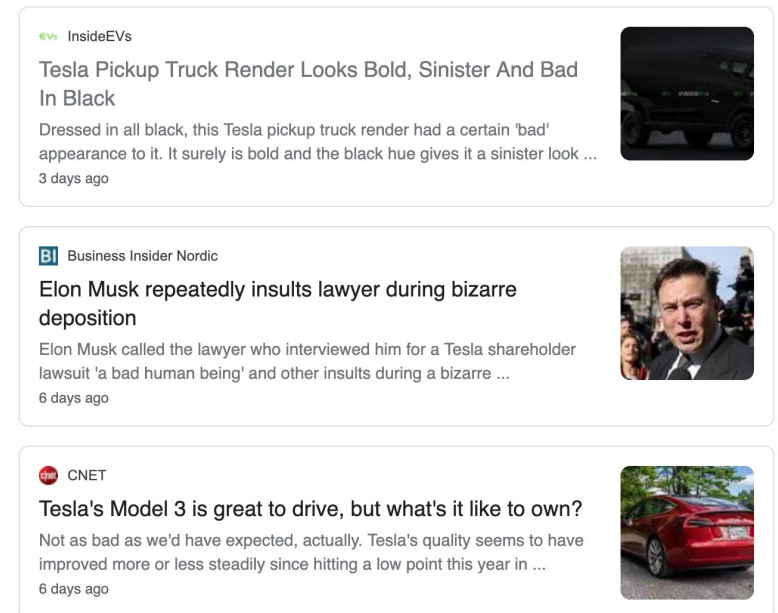 InsideEVs
Tesla Pickup Truck Render Looks Bold, Sinister And Bad
In Black
Dressed in all black, this Tesla pickup truck render had a certain 'bad'
appearance to it. It surely is bold and the black hue gives it a sinister look ...
3 days ago
BI Business Insider Nordic
Elon Musk repeatedly insults lawyer during bizarre
deposition
Elon Musk called the lawyer who interviewed him for a Tesla shareholder
lawsuit 'a bad human being' and other insults during a bizarre ...
6 days ago
c|net CNET
Tesla's Model 3 is great to drive, but what's it like to own?
Not as bad as we'd have expected, actually. Tesla's quality seems to have
improved more or less steadily since hitting a low point this year in ...
6 days ago